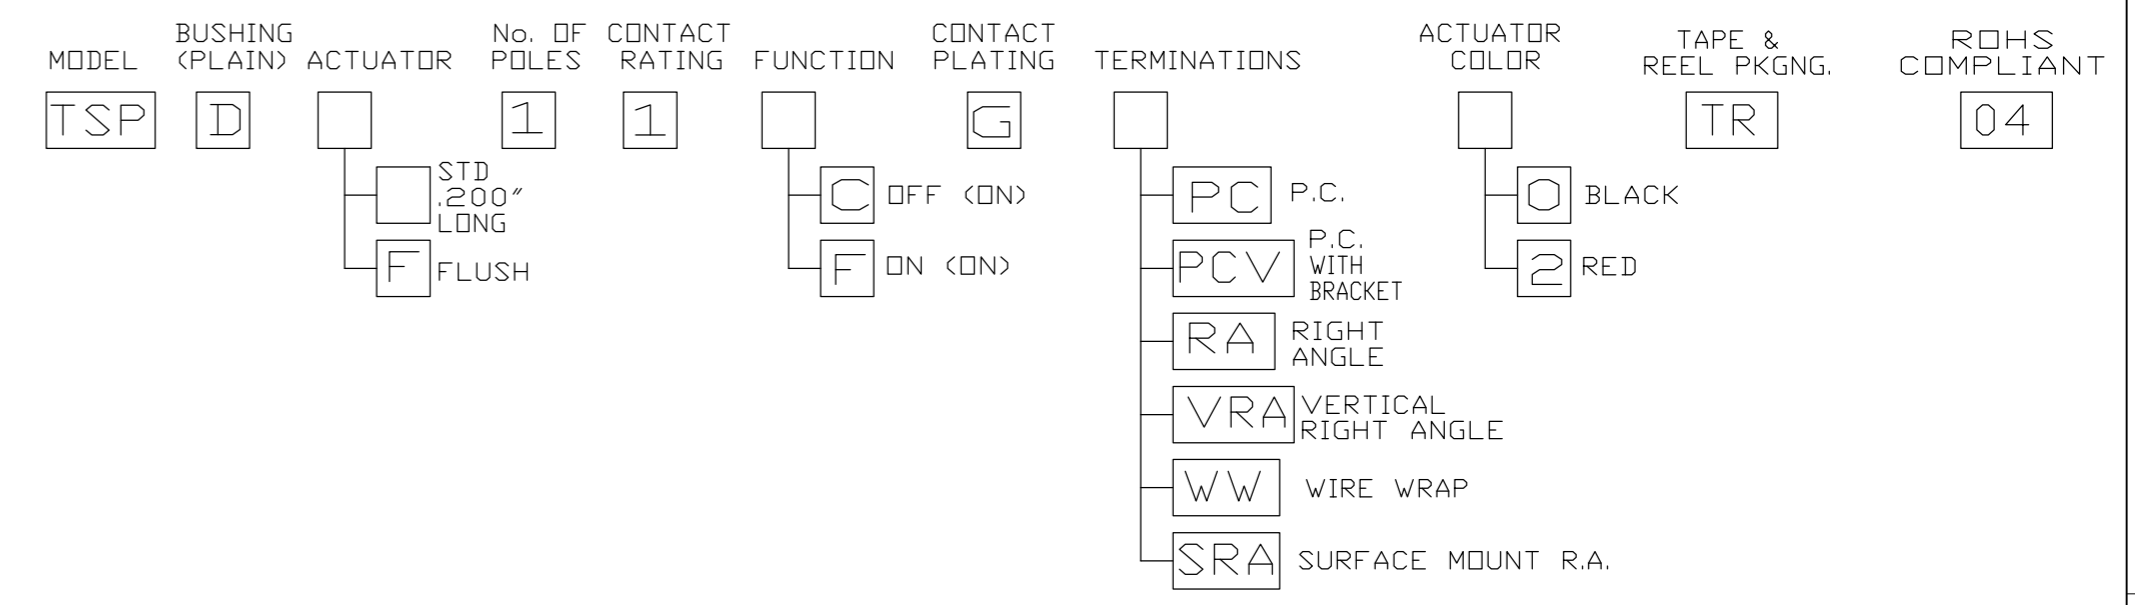 MODEL
BUSHING
(PLAIN)
ACTUATOR
No. OF
POLES
CONTACT
RATING
FUNCTION
CONTACT
PLATING
TERMINATIONS
ACTUATOR
COLOR
TAPE &
REEL PKGNG.
ROHS
COMPLIANT
TSP
D
1
1
G
TR
04
STD
.200"
LONG
F FLUSH
C OFF (ON)
F ON (ON)
PC P.C.
PCV
P.C.
WITH
BRACKET
RA
RIGHT
ANGLE
VRA
VERTICAL
RIGHT ANGLE
WW WIRE WRAP
SRA SURFACE MOUNT R.A.
0 BLACK
2 RED